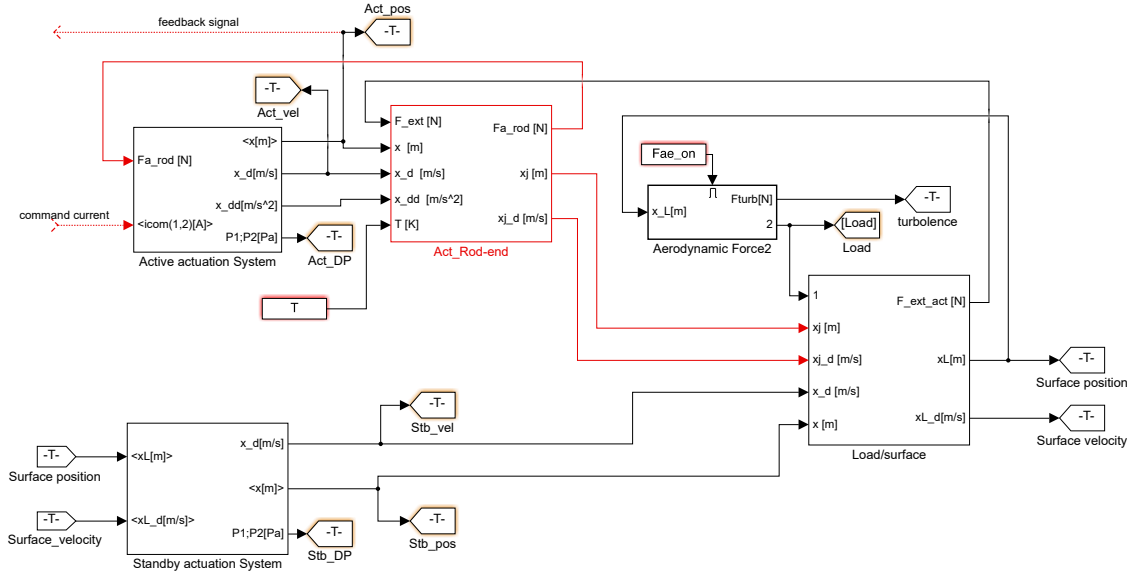 feedback signal
Act_pos
-T-
-T-
Act_vel
Fa_rod [N]
<icom(1,2)[A]>
<x[m]>
x_d[m/s]
x_dd[m/s^2]
P1;P2[Pa]
Active actuation System
command current
-T-
Act_DP
T
F_ext [N]
x [m]
x_d [m/s]
x_dd [m/s^2]
T [K]
Fa_rod [N]
xj [m]
xj_d [m/s]
Act_Rod-end
Fae_on
x_L[m]
Fturb[N]
2
Aerodynamic Force2
-T-
turbolence
[Load]
Load
1
xj [m]
xj_d [m/s]
x_d [m/s]
x [m]
F_ext_act [N]
xL[m]
xL_d[m/s]
Load/surface
-T-
Surface position
-T-
Surface velocity
-T-
Stb_vel
-T-
Surface position
-T-
Surface_velocity
<xL[m]>
<xL_d[m/s]>
x_d[m/s]
<x[m]>
P1;P2[Pa]
Standby actuation System
-T-
Stb_DP
-T-
Stb_pos